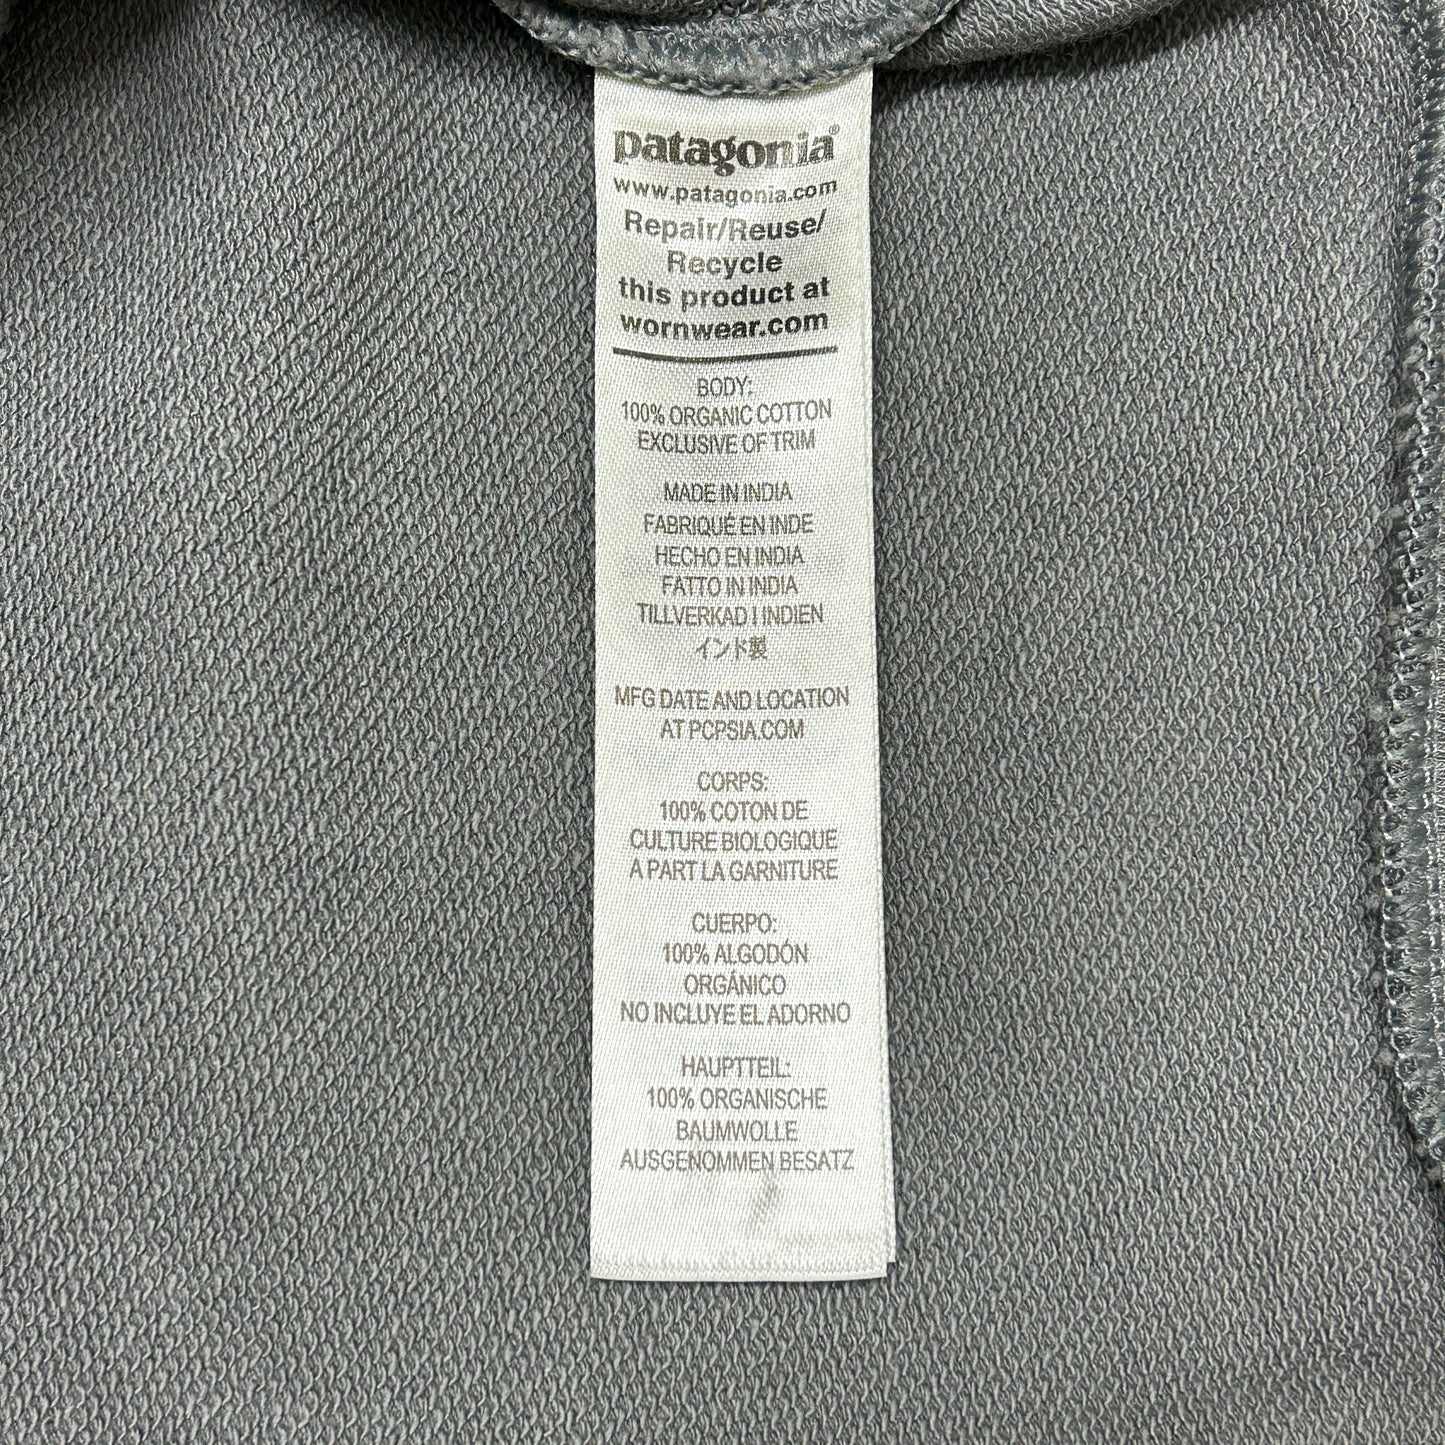 patagonia®
www.patagonia.com
Repair/Reuse/
Recycle
this product at
wornwear.com
BODY:
100% ORGANIC COTTON
EXCLUSIVE OF TRIM
MADE IN INDIA
FABRIQUÉ EN INDE
HECHO EN INDIA
FATTO IN INDIA
TILLVERKAD I INDIEN
インド製
MFG DATE AND LOCATION
AT PCPSIA.COM
CORPS:
100% COTON DE
CULTURE BIOLOGIQUE
A PART LA GARNITURE
CUERPO:
100% ALGODÓN
ORGÁNICO
NO INCLUYE EL ADORNO
HAUPTTEIL:
100% ORGANISCHE
BAUMWOLLE
AUSGENOMMEN BESATZ